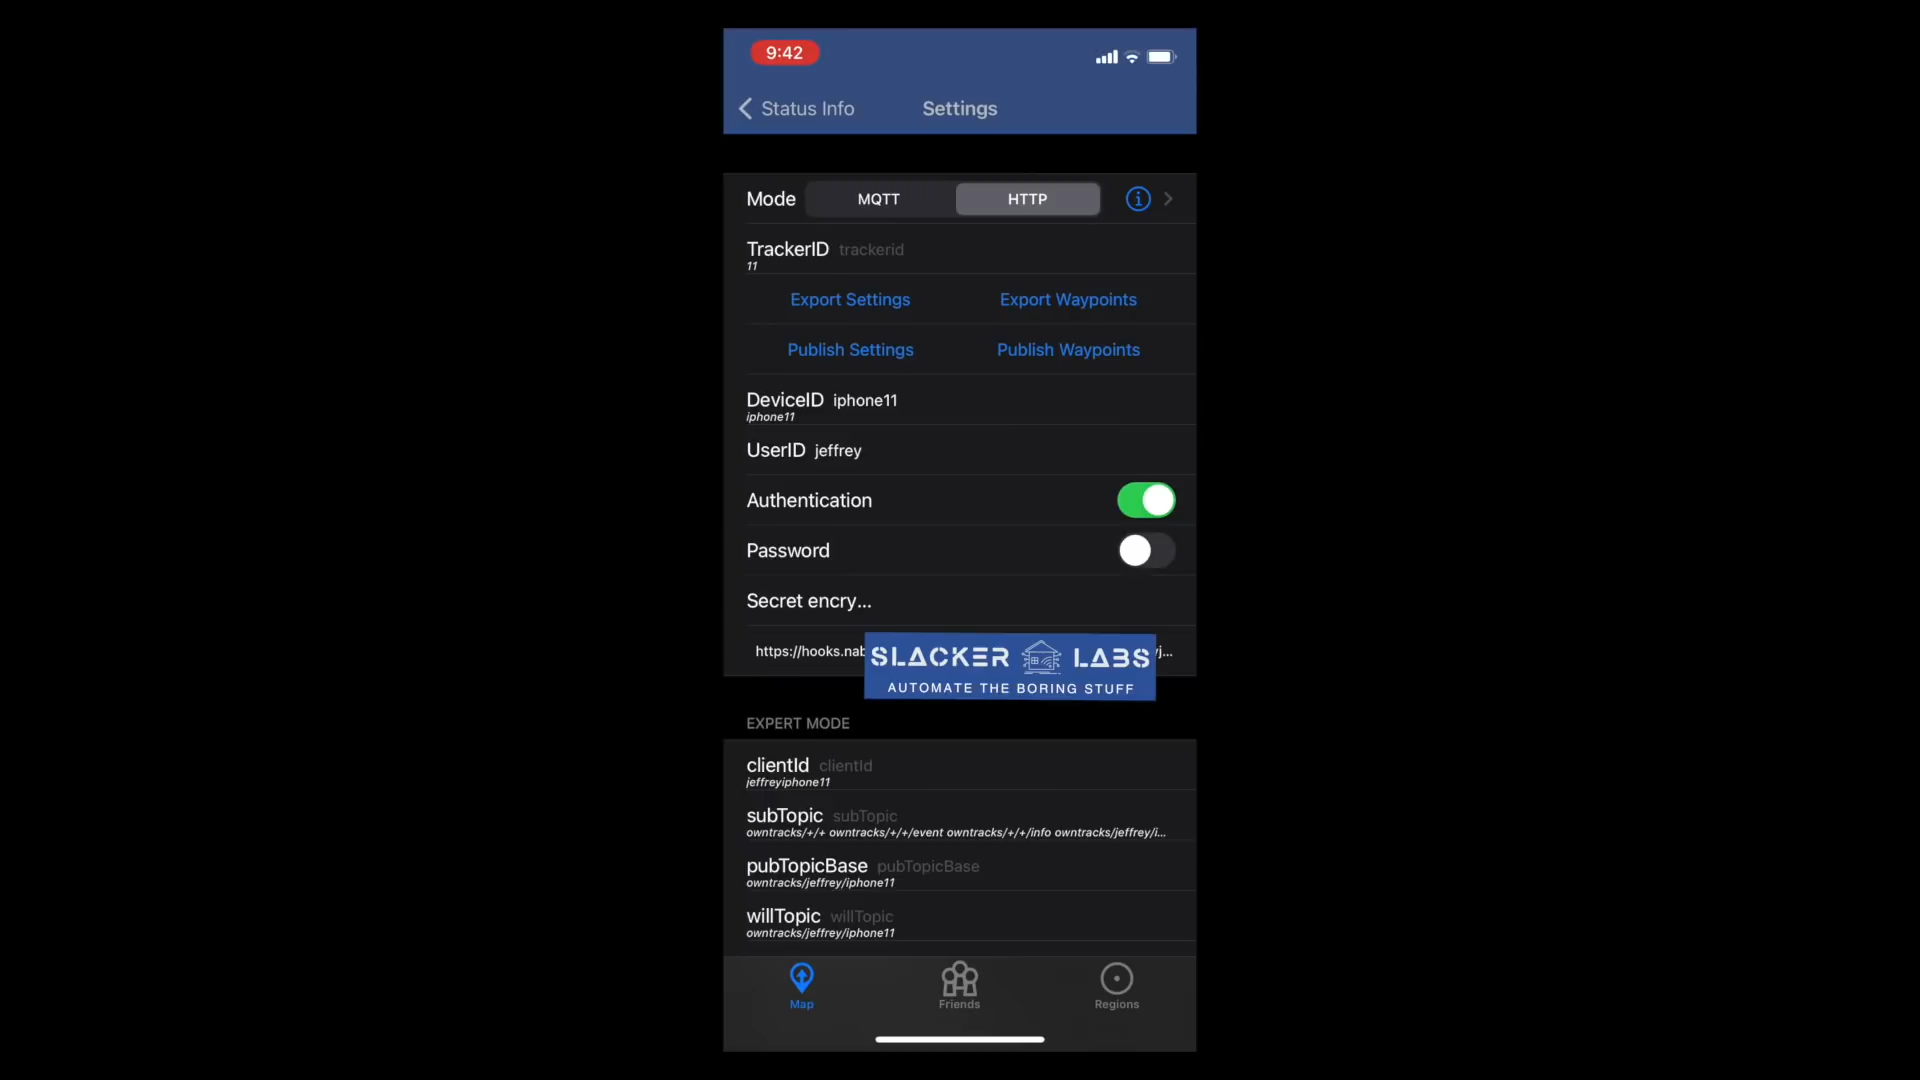 9:42
Status Info
Settings
Mode MQTT HTTP
TrackerID trackerid
11
Export Settings Export Waypoints
Publish Settings Publish Waypoints
DeviceID iphone11
iphone11
UserID jeffrey
Authentication
Password
Secret encry...
https://hooks.nab
SLACKER LABS
AUTOMATE THE BORING STUFF
EXPERT MODE
clientId clientId
jeffreyiphone11
subTopic subTopic
owntracks/+/+ owntracks/+/+/event owntracks/+/+/info owntracks/jeffrey/i...
pubTopicBase pubTopicBase
owntracks/jeffrey/iphone11
willTopic willTopic
owntracks/jeffrey/iphone11
Map Friends Regions